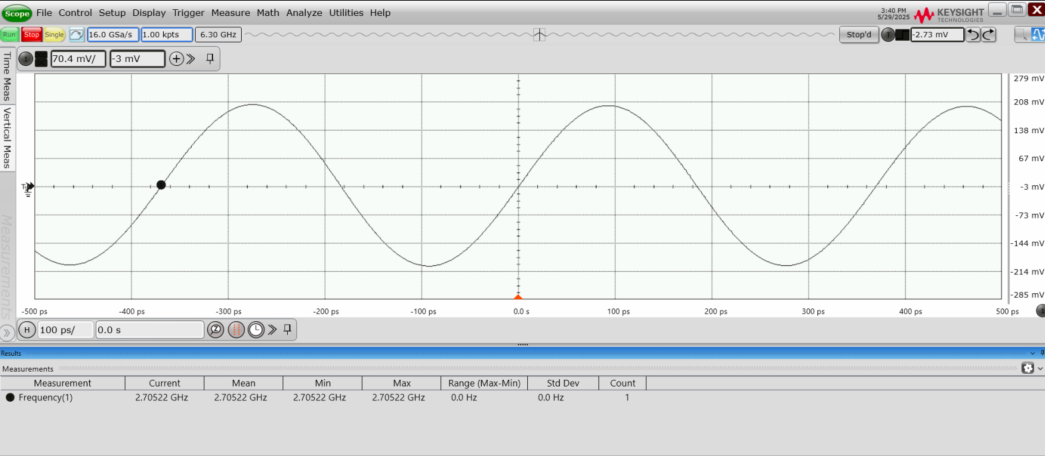 Scope File Control Setup Display Trigger Measure Math Analyze Utilities Help
3:40 PM
5/29/2025
KEYSIGHT
TECHNOLOGIES
Run Stop Single 16.0 GSa/s 1.00 kpts 6.30 GHz Stop'd -2.73 mV
70.4 mV/ -3 mV
Time Meas
Vertical Meas
Measurements
279 mV
208 mV
138 mV
67 mV
-3 mV
-73 mV
-144 mV
-214 mV
-285 mV
-500 ps -400 ps -300 ps -200 ps -100 ps 0.0 s 100 ps 200 ps 300 ps 400 ps 500 ps
H 100 ps/ 0.0 s
Results
Measurements
Measurement Current Mean Min Max Range (Max-Min) Std Dev Count
Frequency(1) 2.70522 GHz 2.70522 GHz 2.70522 GHz 2.70522 GHz 0.0 Hz 0.0 Hz 1